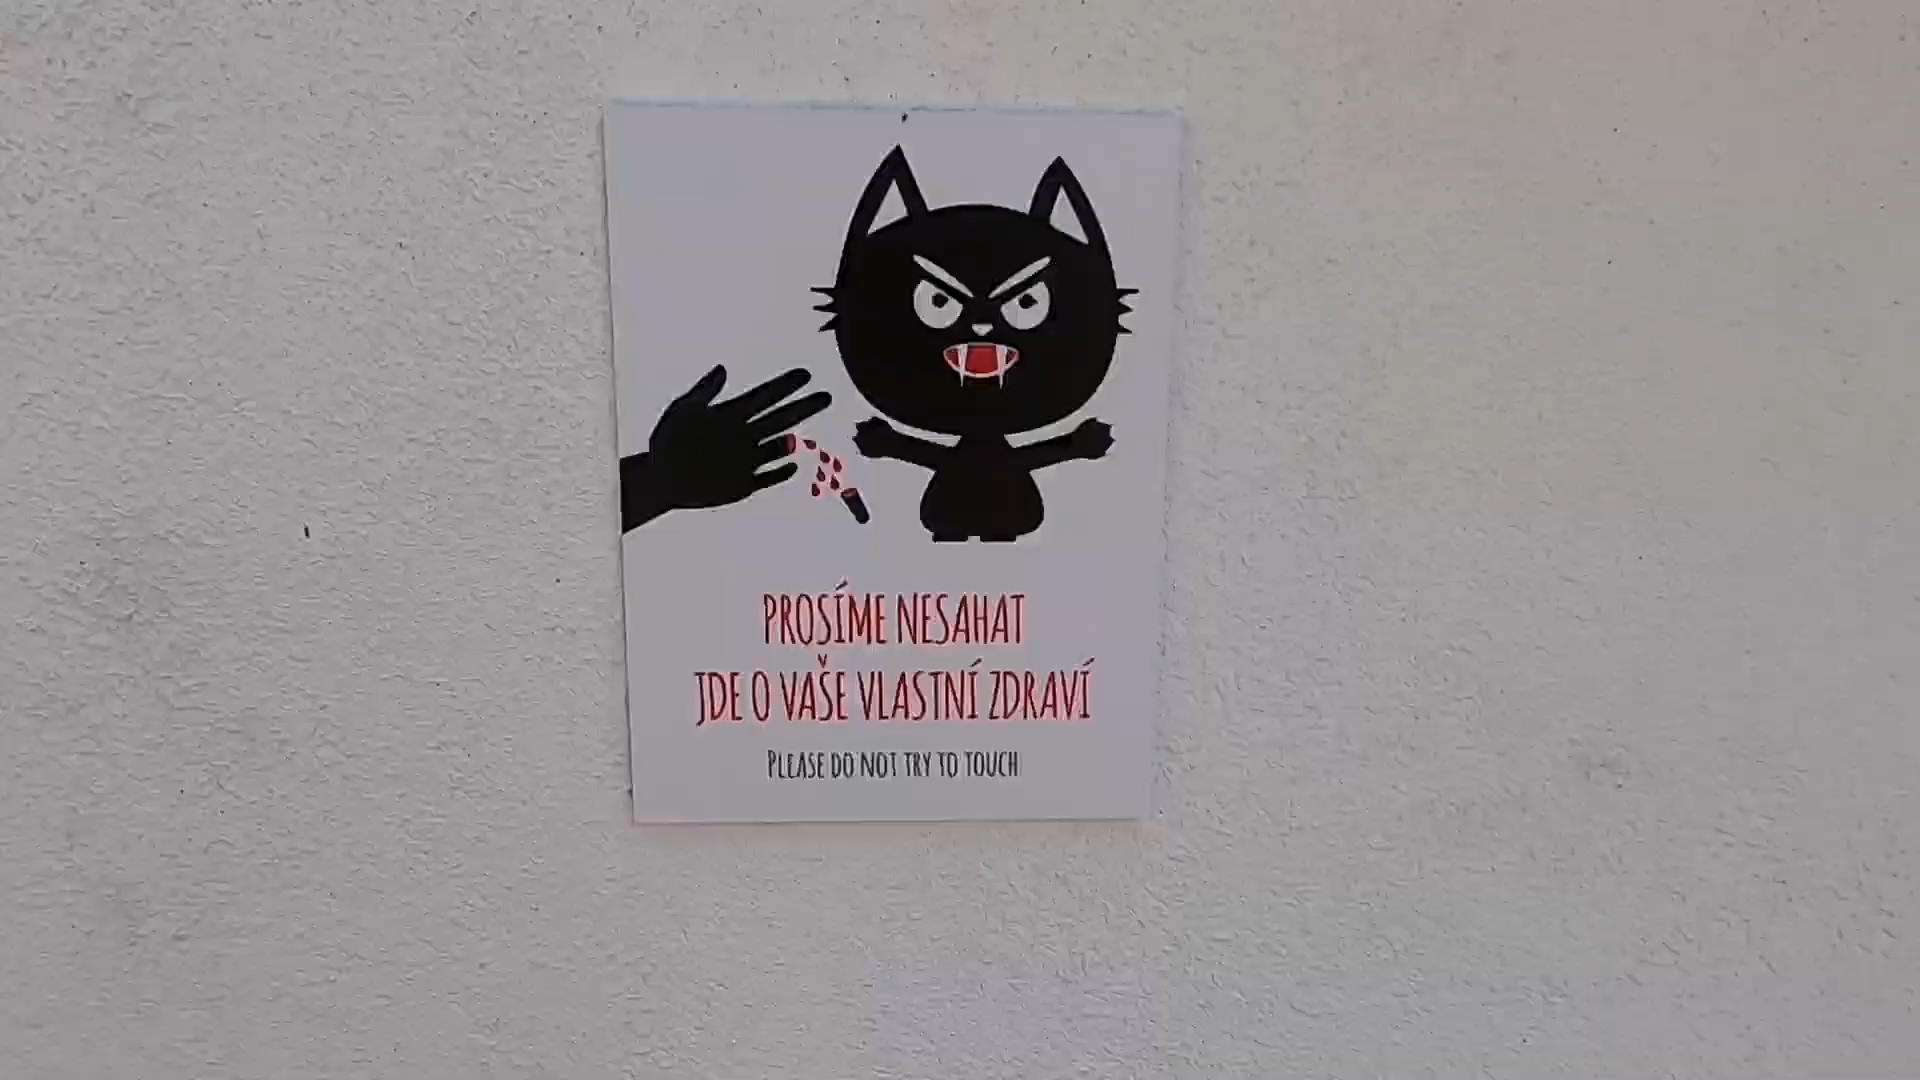 PROSÍME NESAHAT
JDE O VAŠE VLASTNÍ ZDRAVÍ
PLEASE DO NOT TRY TO TOUCH